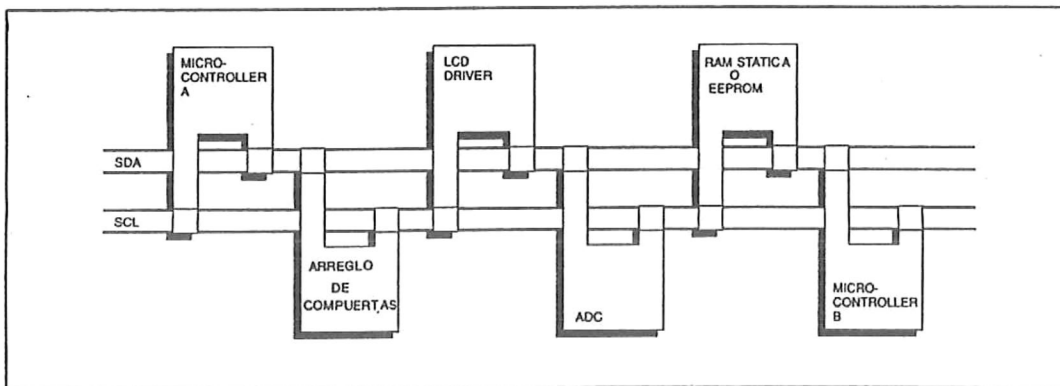 MICRO-
CONTROLLER
A
LCD
DRIVER
RAM STATICA
O
EEPROM
SDA
SCL
ARREGLO
DE
COMPUERTAS
ADC
MICRO-
CONTROLLER
B